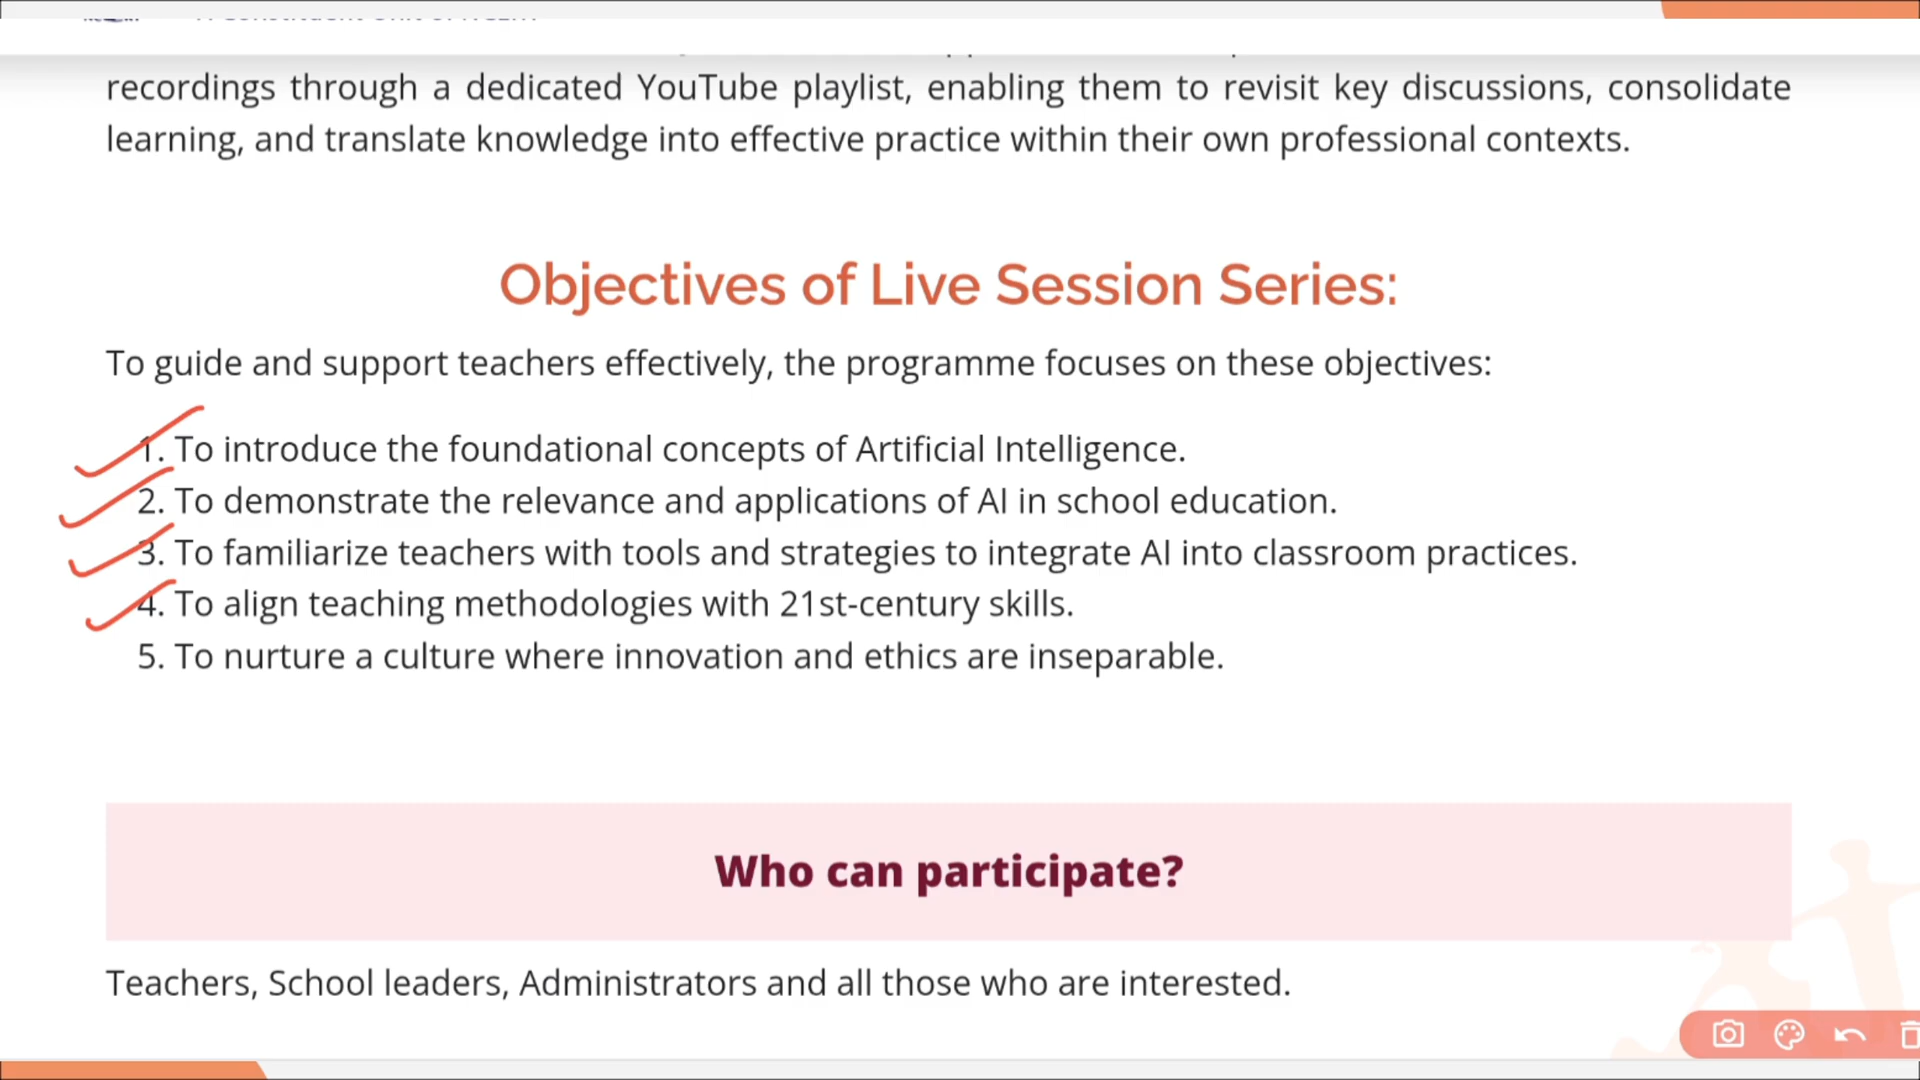 recordings through a dedicated YouTube playlist, enabling them to revisit key discussions, consolidate
learning, and translate knowledge into effective practice within their own professional contexts.
Objectives of Live Session Series:
To guide and support teachers effectively, the programme focuses on these objectives:
1. To introduce the foundational concepts of Artificial Intelligence.
2. To demonstrate the relevance and applications of AI in school education.
3. To familiarize teachers with tools and strategies to integrate AI into classroom practices.
4. To align teaching methodologies with 21st-century skills.
5. To nurture a culture where innovation and ethics are inseparable.
Who can participate?
Teachers, School leaders, Administrators and all those who are interested.